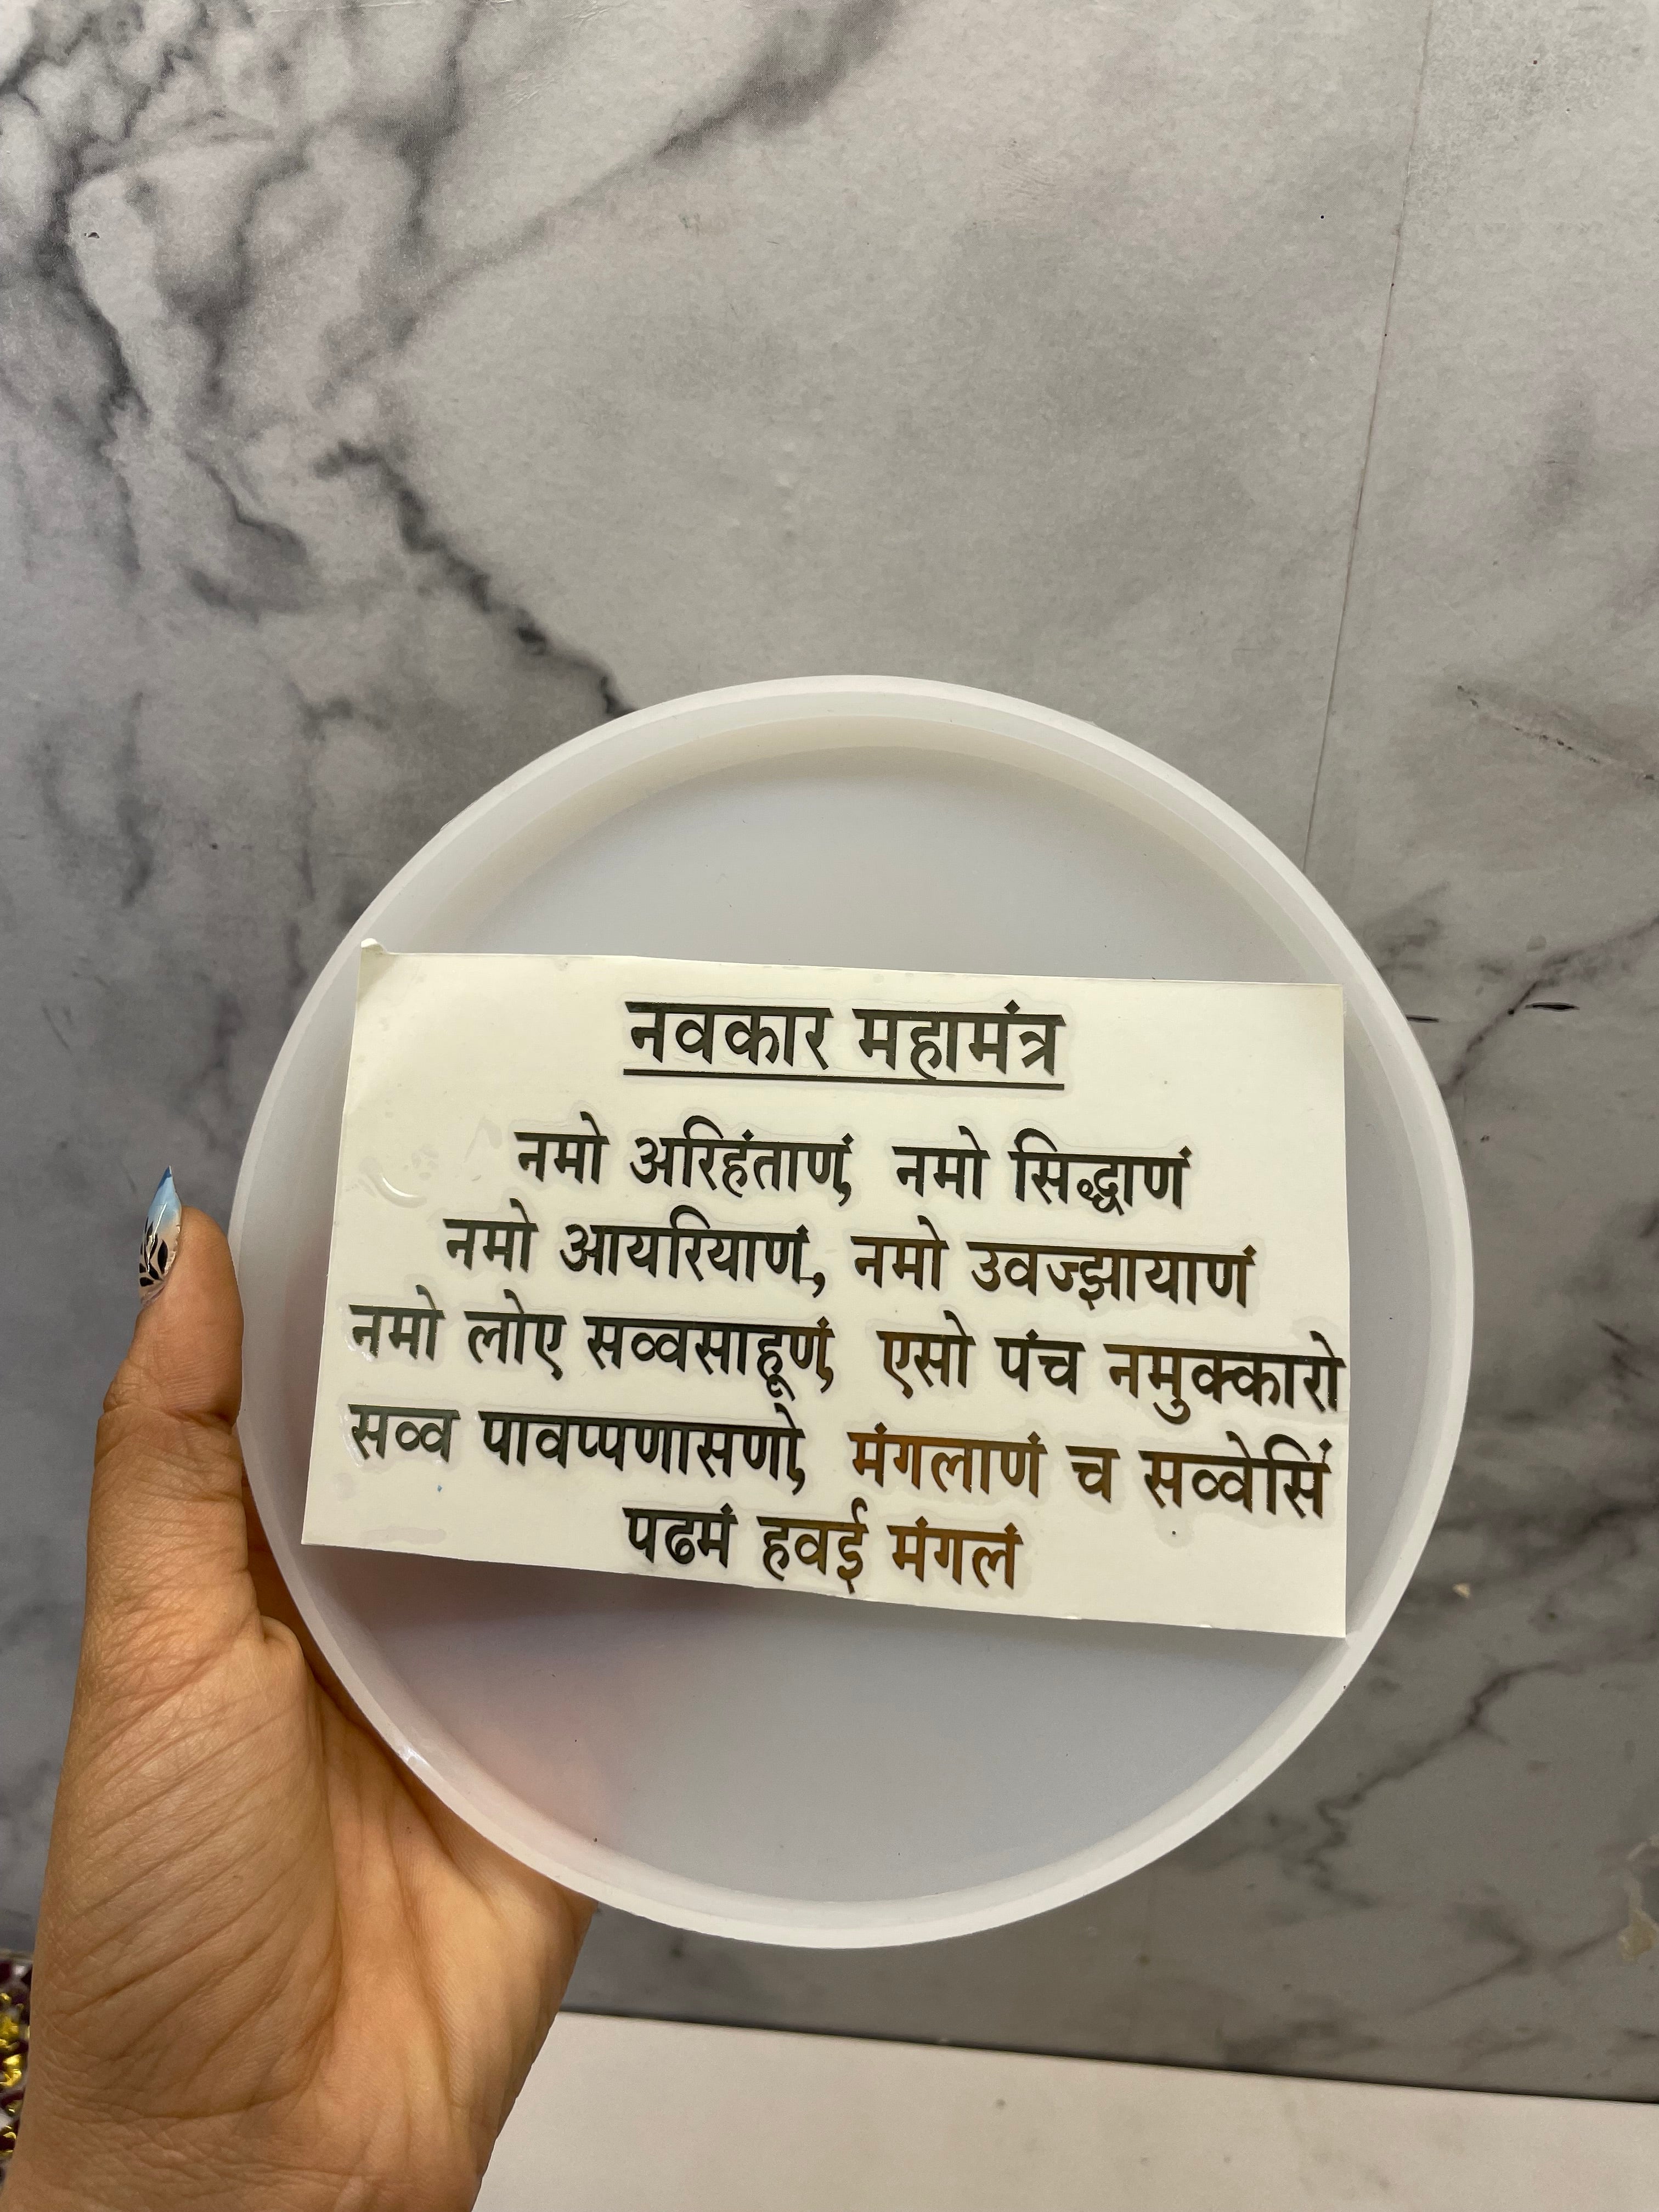 नवकार महामंत्र
नमो अरिहंताणं, नमो सिद्धाणं
नमो आयरियाणं, नमो उवज्झायाणं
नमो लोए सव्वसाहूणं, एसो पंच नमुक्कारो
सव्व पावप्पणासणो, मंगलाणं च सव्वेसिं
पढमं हवई मंगलं